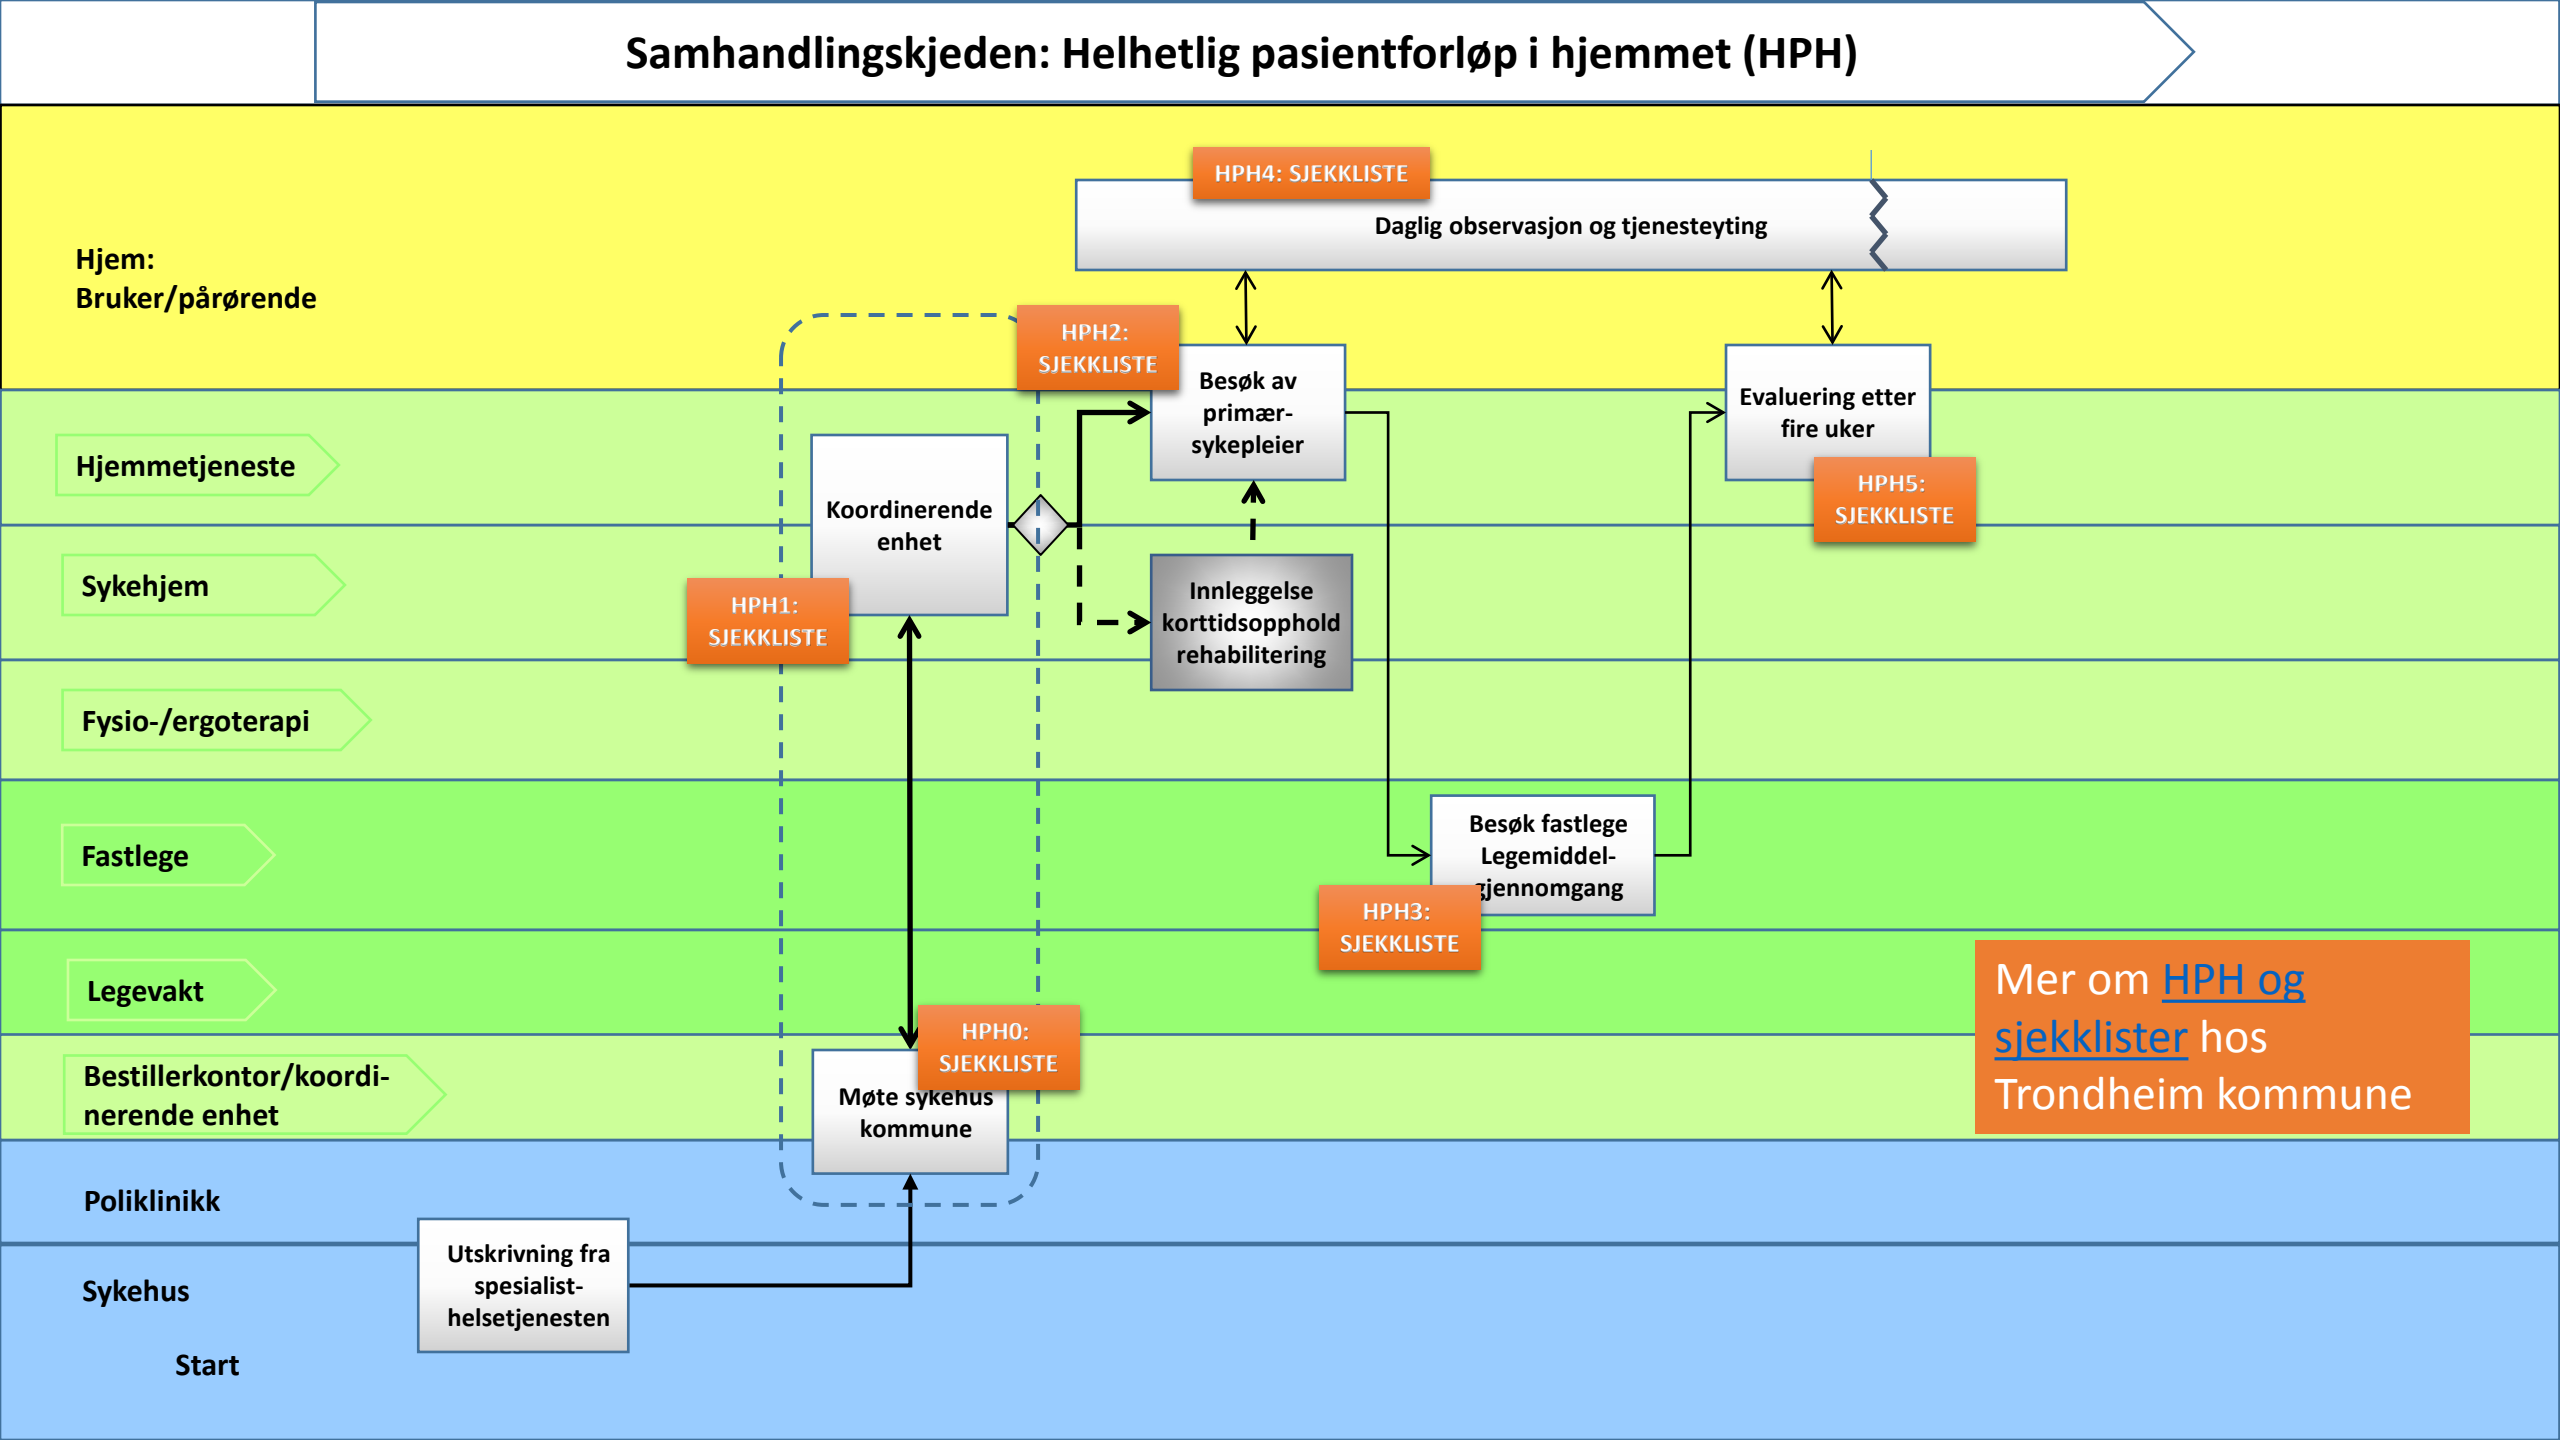 Samhandlingskjeden: Helhetlig pasientforløp i hjemmet (HPH)
HPH4: SJEKKLISTE
Daglig observasjon og tjenesteyting
Hjem:
Bruker/pårørende
HPH2:
SJEKKLISTE
Besøk av
primær-
sykepleier
Evaluering etter
fire uker
HPH5:
SJEKKLISTE
Hjemmetjeneste
Koordinerende
enhet
HPH1:
SJEKKLISTE
Sykehjem
Innleggelse
korttidsopphold
rehabilitering
Fysio-/ergoterapi
Fastlege
Besøk fastlege
Legemiddel-
gjennomgang
HPH3:
SJEKKLISTE
Legevakt
HPH0:
SJEKKLISTE
Mer om HPH og
sjekklister hos
Trondheim kommune
Bestillerkontor/koordi-
nerende enhet
Møte sykehus
kommune
Poliklinikk
Utskrivning fra
spesialist-
helsetjenesten
Sykehus
Start